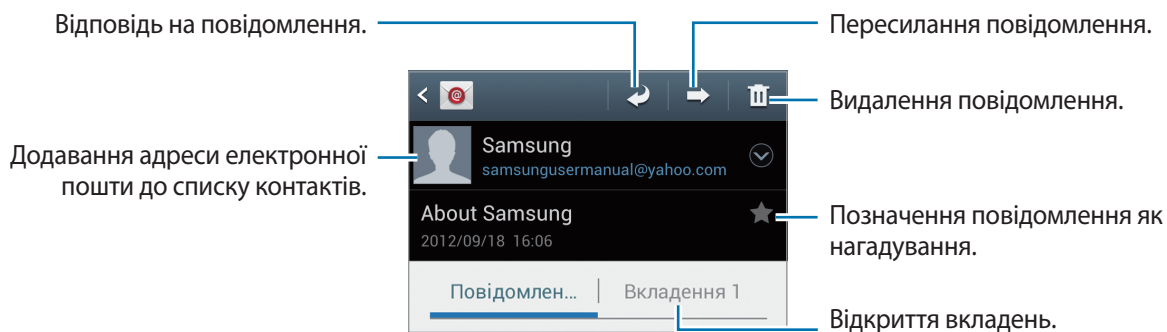 Відповідь на повідомлення.
Пересилання повідомлення.
Видалення повідомлення.
Samsung
samsungusermanual@yahoo.com
Додавання адреси електронної
пошти до списку контактів.
About Samsung
2012/09/18 16:06
Позначення повідомлення як
нагадування.
Повідомлен...
Вкладення 1
Відкриття вкладень.